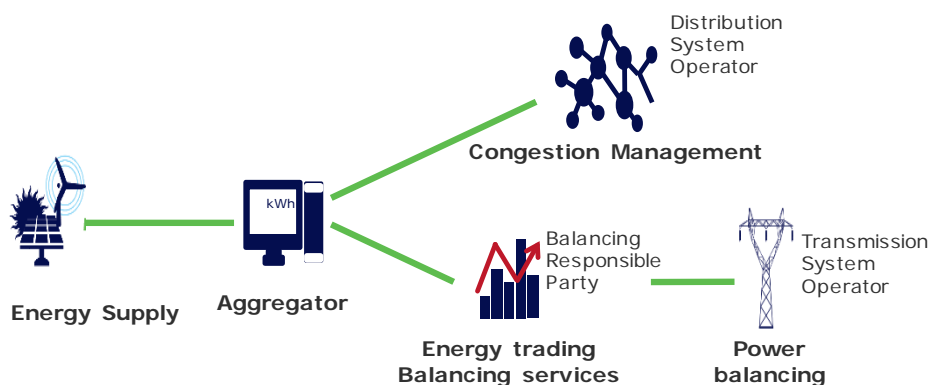 Distribution
System
Operator
Congestion Management
kWh
Energy Supply
Aggregator
Balancing
Responsible
Party
Energy trading
Balancing services
Transmission
System
Operator
Power
balancing